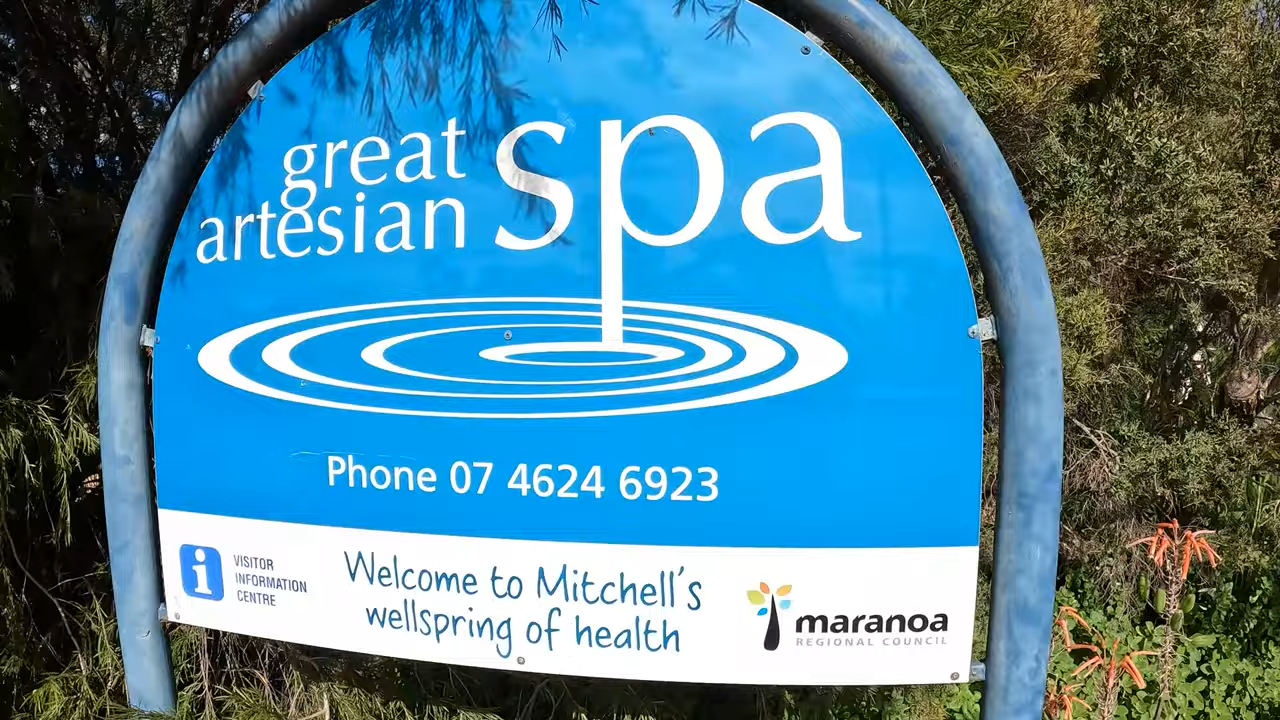 great
artesian spa
Phone 07 4624 6923
i
VISITOR
INFORMATION
CENTRE
Welcome to Mitchell's
wellspring of health
maranoa
REGIONAL COUNCIL